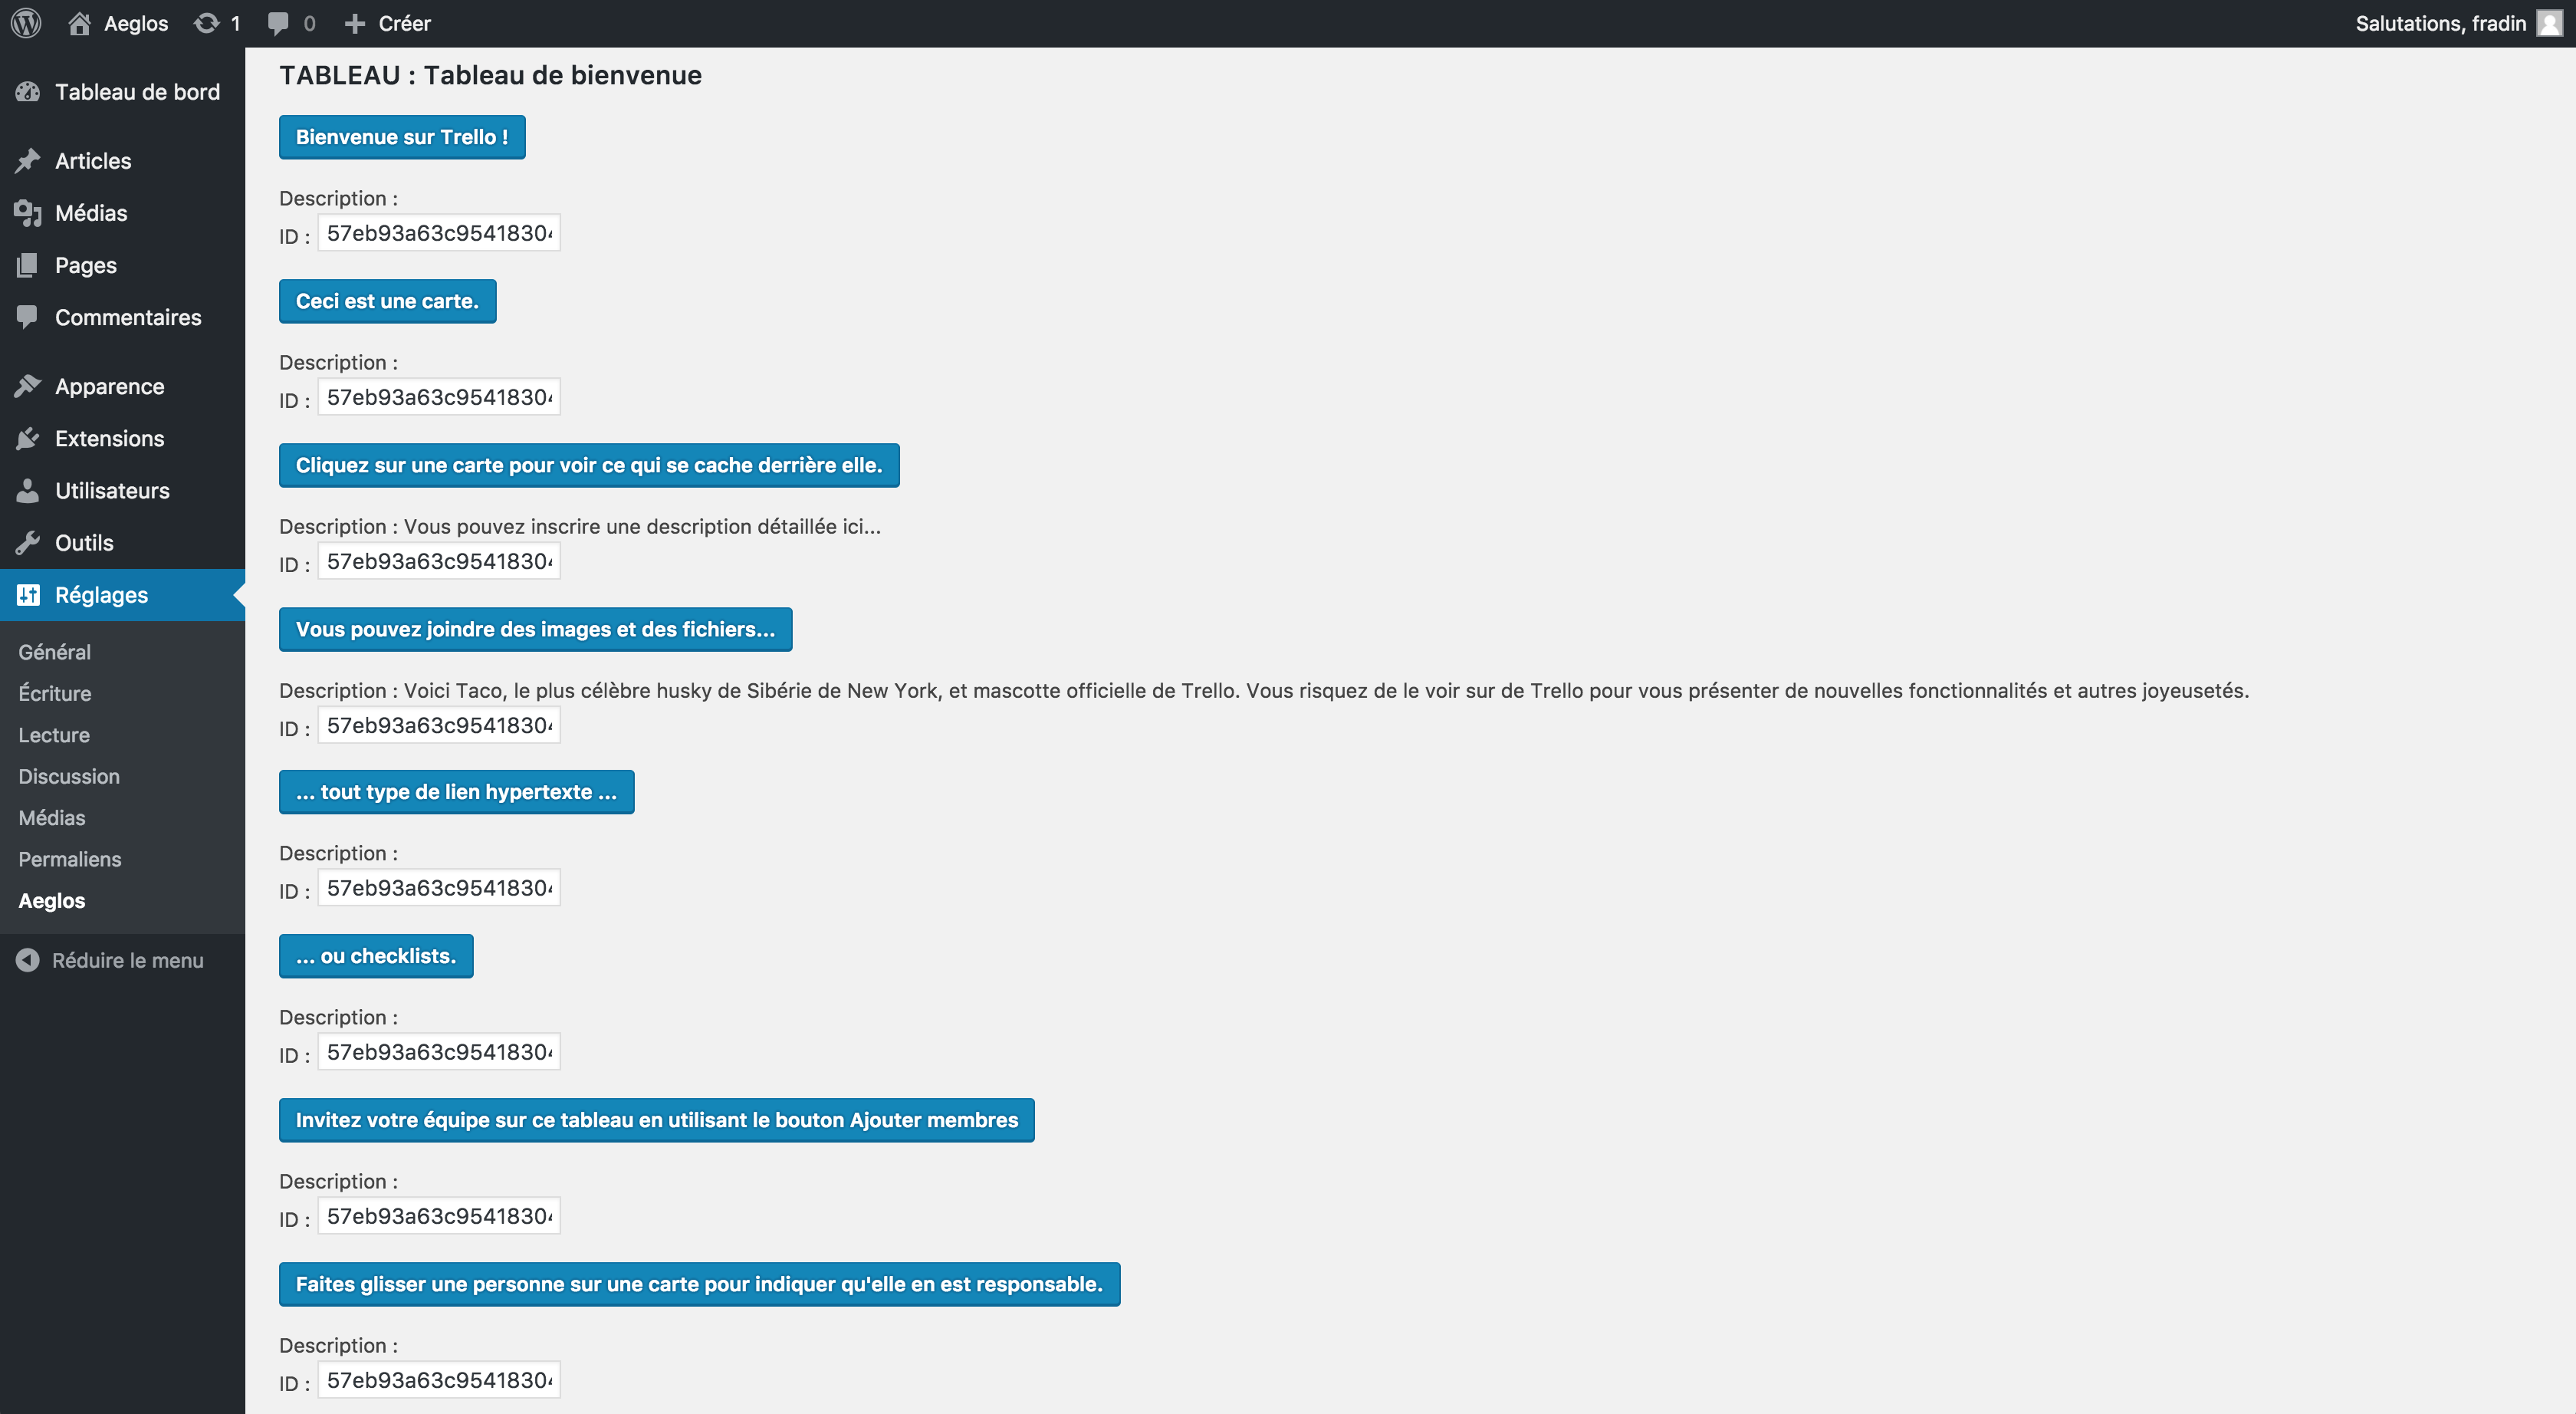 Aeglos 1 0 Créer Salutations, fradin
Tableau de bord
Articles
Médias
Pages
Commentaires
Apparence
Extensions
Utilisateurs
Outils
Réglages
Général
Écriture
Lecture
Discussion
Médias
Permaliens
Aeglos
Réduire le menu
TABLEAU : Tableau de bienvenue
Bienvenue sur Trello !
Description :
ID : 57eb93a63c9541830
Ceci est une carte.
Description :
ID : 57eb93a63c9541830
Cliquez sur une carte pour voir ce qui se cache derrière elle.
Description : Vous pouvez inscrire une description détaillée ici...
ID : 57eb93a63c9541830
Vous pouvez joindre des images et des fichiers...
Description : Voici Taco, le plus célèbre husky de Sibérie de New York, et mascotte officielle de Trello. Vous risquez de le voir sur de Trello pour vous présenter de nouvelles fonctionnalités et autres joyeusetés.
ID : 57eb93a63c9541830
... tout type de lien hypertexte ...
Description :
ID : 57eb93a63c9541830
... ou checklists.
Description :
ID : 57eb93a63c9541830
Invitez votre équipe sur ce tableau en utilisant le bouton Ajouter membres
Description :
ID : 57eb93a63c9541830
Faites glisser une personne sur une carte pour indiquer qu'elle en est responsable.
Description :
ID : 57eb93a63c9541830